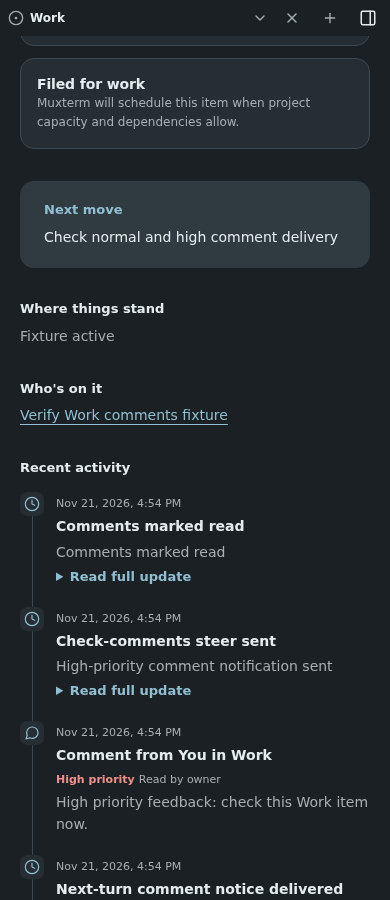 Work
Filed for work
Muxterm will schedule this item when project
capacity and dependencies allow.
Next move
Check normal and high comment delivery
Where things stand
Fixture active
Who's on it
Verify Work comments fixture
Recent activity
Nov 21, 2026, 4:54 PM
Comments marked read
Comments marked read
Read full update
Nov 21, 2026, 4:54 PM
Check-comments steer sent
High-priority comment notification sent
Read full update
Nov 21, 2026, 4:54 PM
Comment from You in Work
High priority Read by owner
High priority feedback: check this Work item
now.
Nov 21, 2026, 4:54 PM
Next-turn comment notice delivered